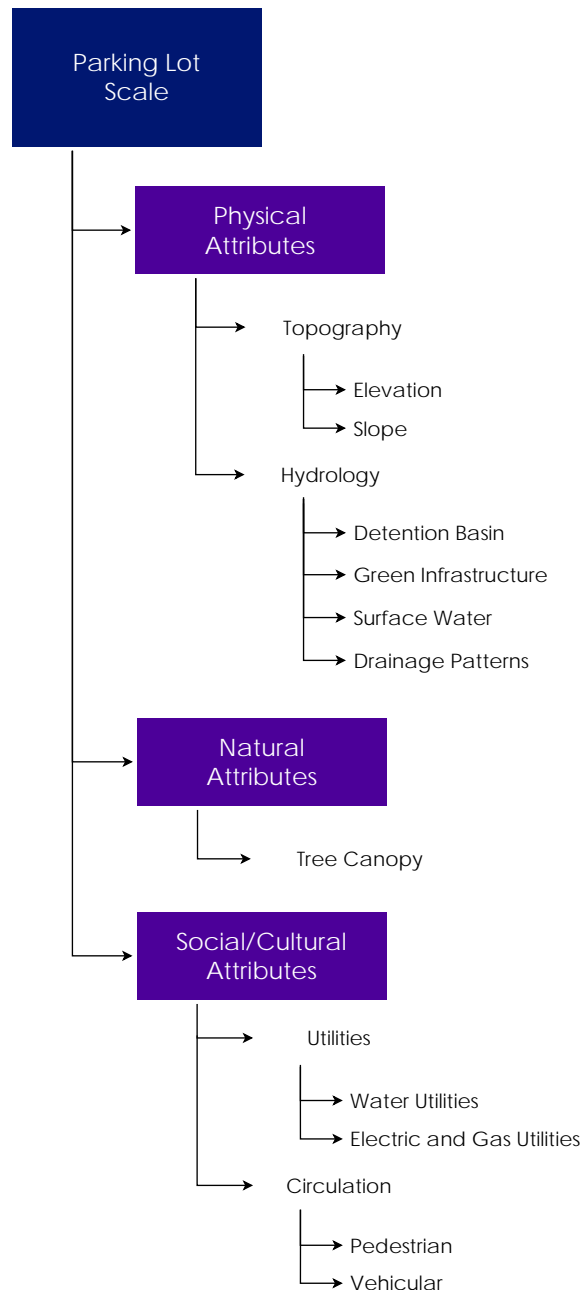 Parking Lot
Scale
Physical
Attributes
Topography
Elevation
Slope
Hydrology
Detention Basin
Green Infrastructure
Surface Water
Drainage Patterns
Natural
Attributes
Tree Canopy
Social/Cultural
Attributes
Utilities
Water Utilities
Electric and Gas Utilities
Circulation
Pedestrian
Vehicular